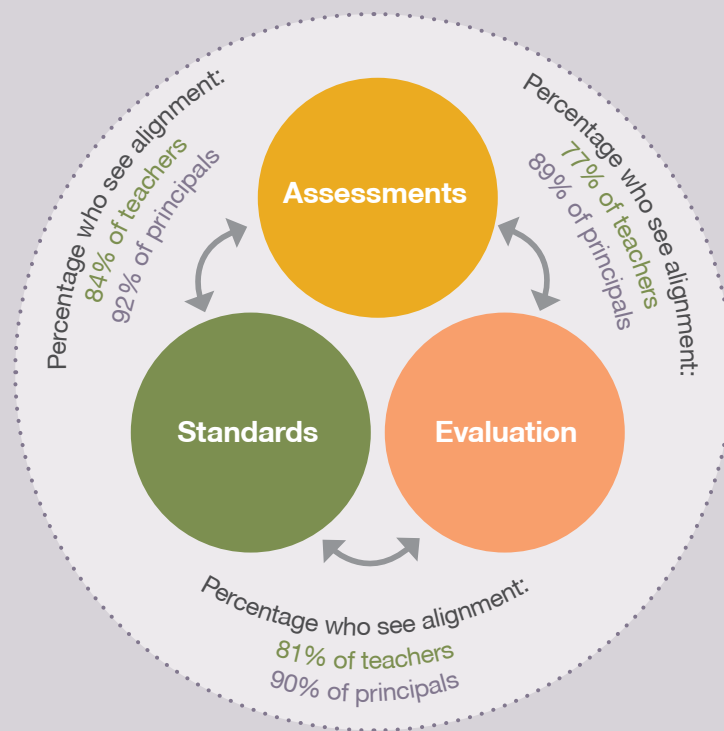 Percentage who see alignment:
84% of teachers
92% of principals
Percentage who see alignment:
77% of teachers
89% of principals
Assessments
Standards
Evaluation
Percentage who see alignment:
81% of teachers
90% of principals